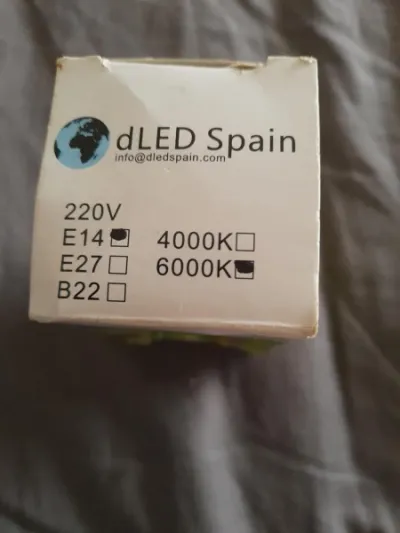 dLED Spain
info@dledspain.com
220V
E14 4000K
E27 6000K
B22